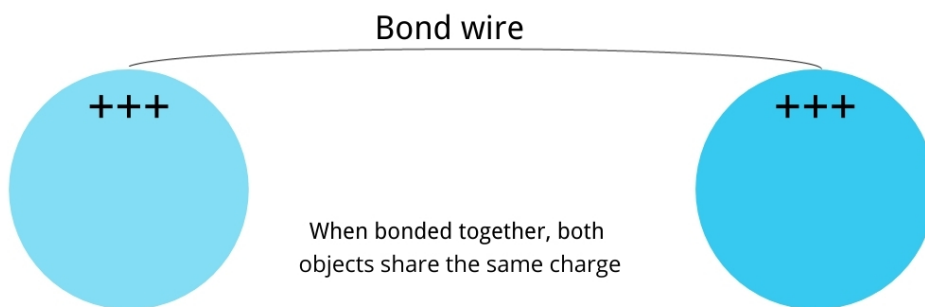 Bond wire
+++ +++
When bonded together, both
objects share the same charge